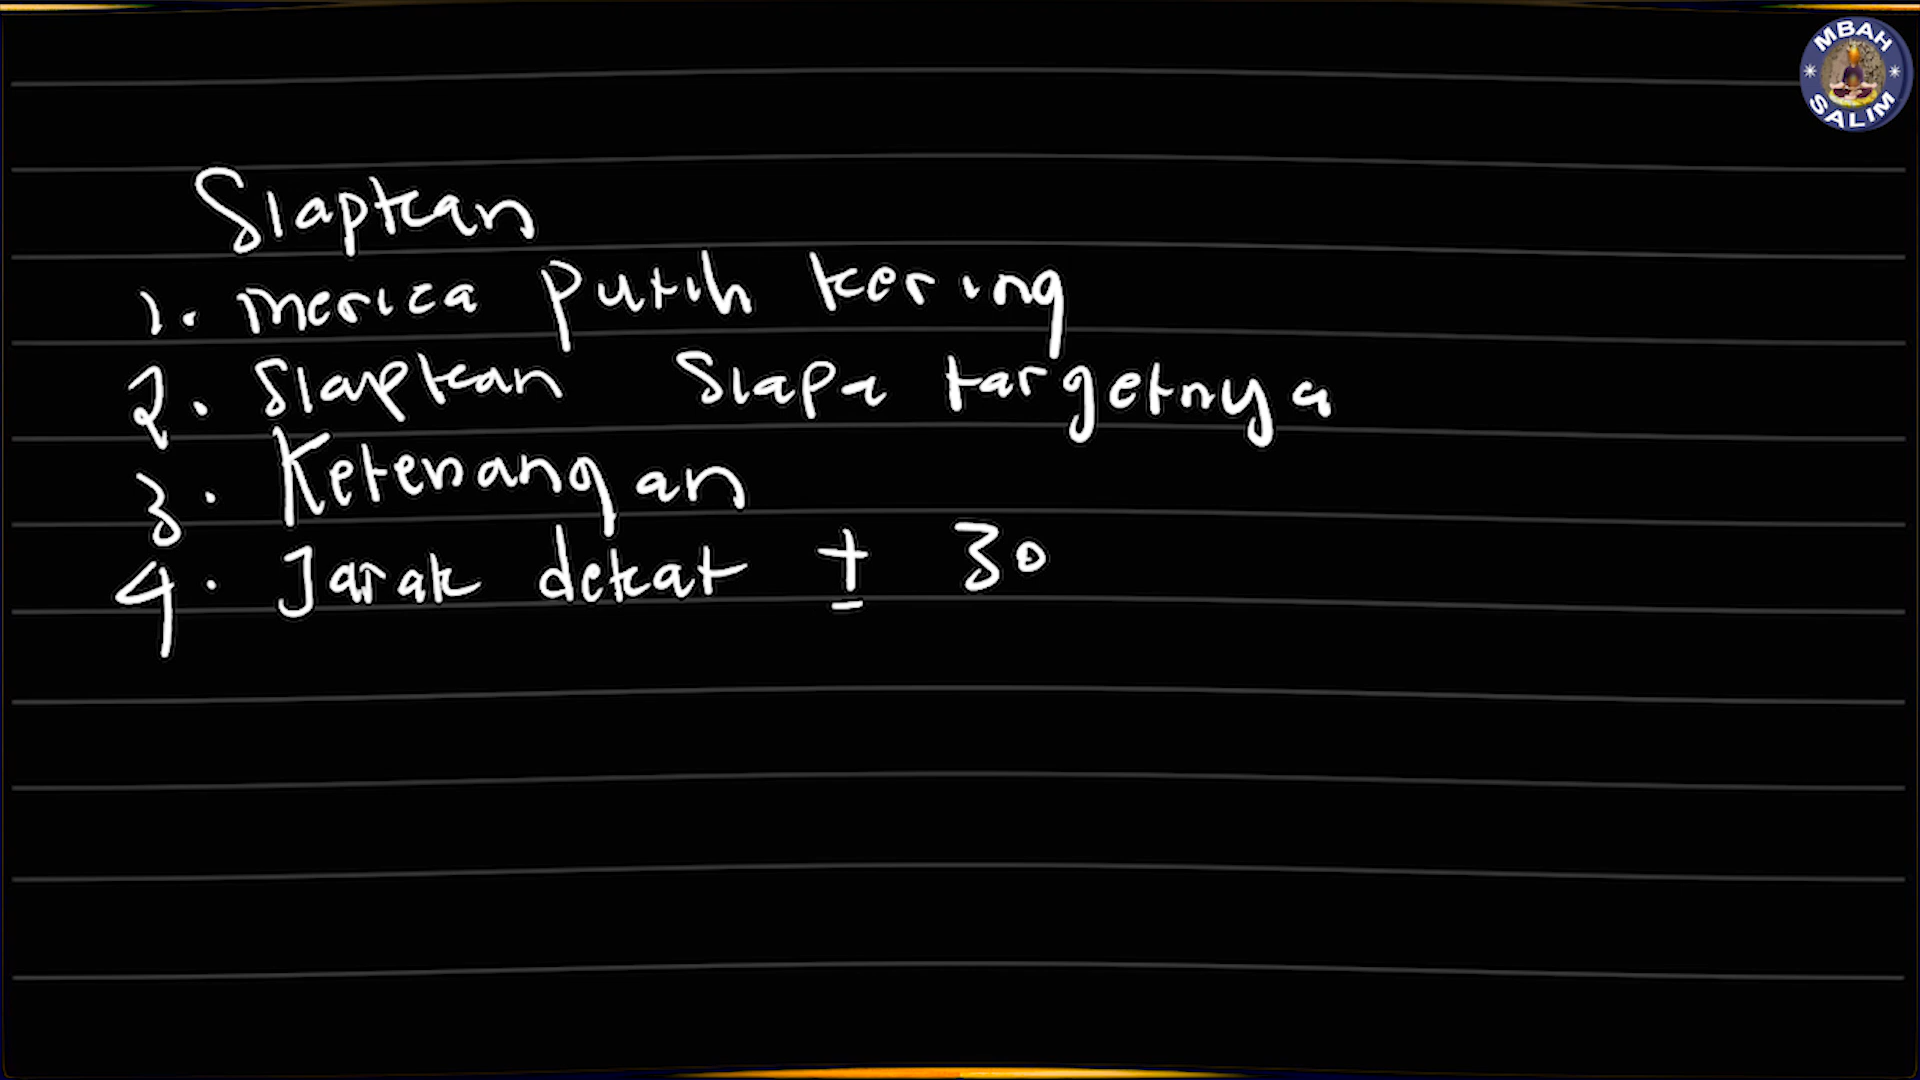 MBAH SALIM
Siapkan
1. merica putih kering
2. Siapkan siapa targetnya
3. Ketenangan
4. Jarak dekat ± 30